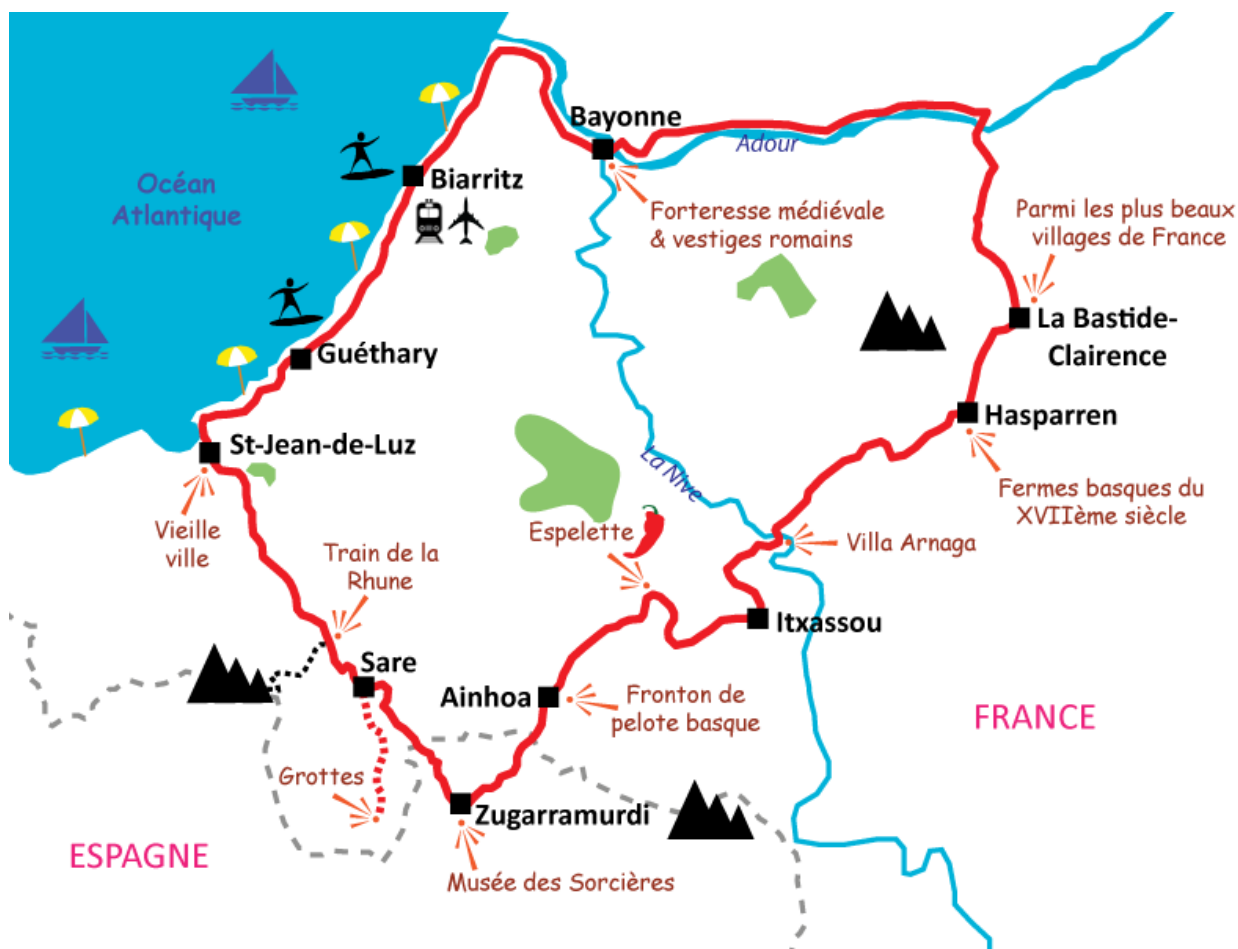 Bayonne
Adour
Océan
Atlantique
Biarritz
Forteresse médiévale
& vestiges romains
Parmi les plus beaux
villages de France
La Bastide-
Clairence
Guéthary
Hasparren
St-Jean-de-Luz
La Nive
Fermes basques du
XVIIème siècle
Vieille
ville
Espelette
Villa Arnaga
Train de la
Rhune
Itxassou
Sare
Ainhoa
Fronton de
pelote basque
FRANCE
Grottes
Zugarramurdi
ESPAGNE
Musée des Sorcières